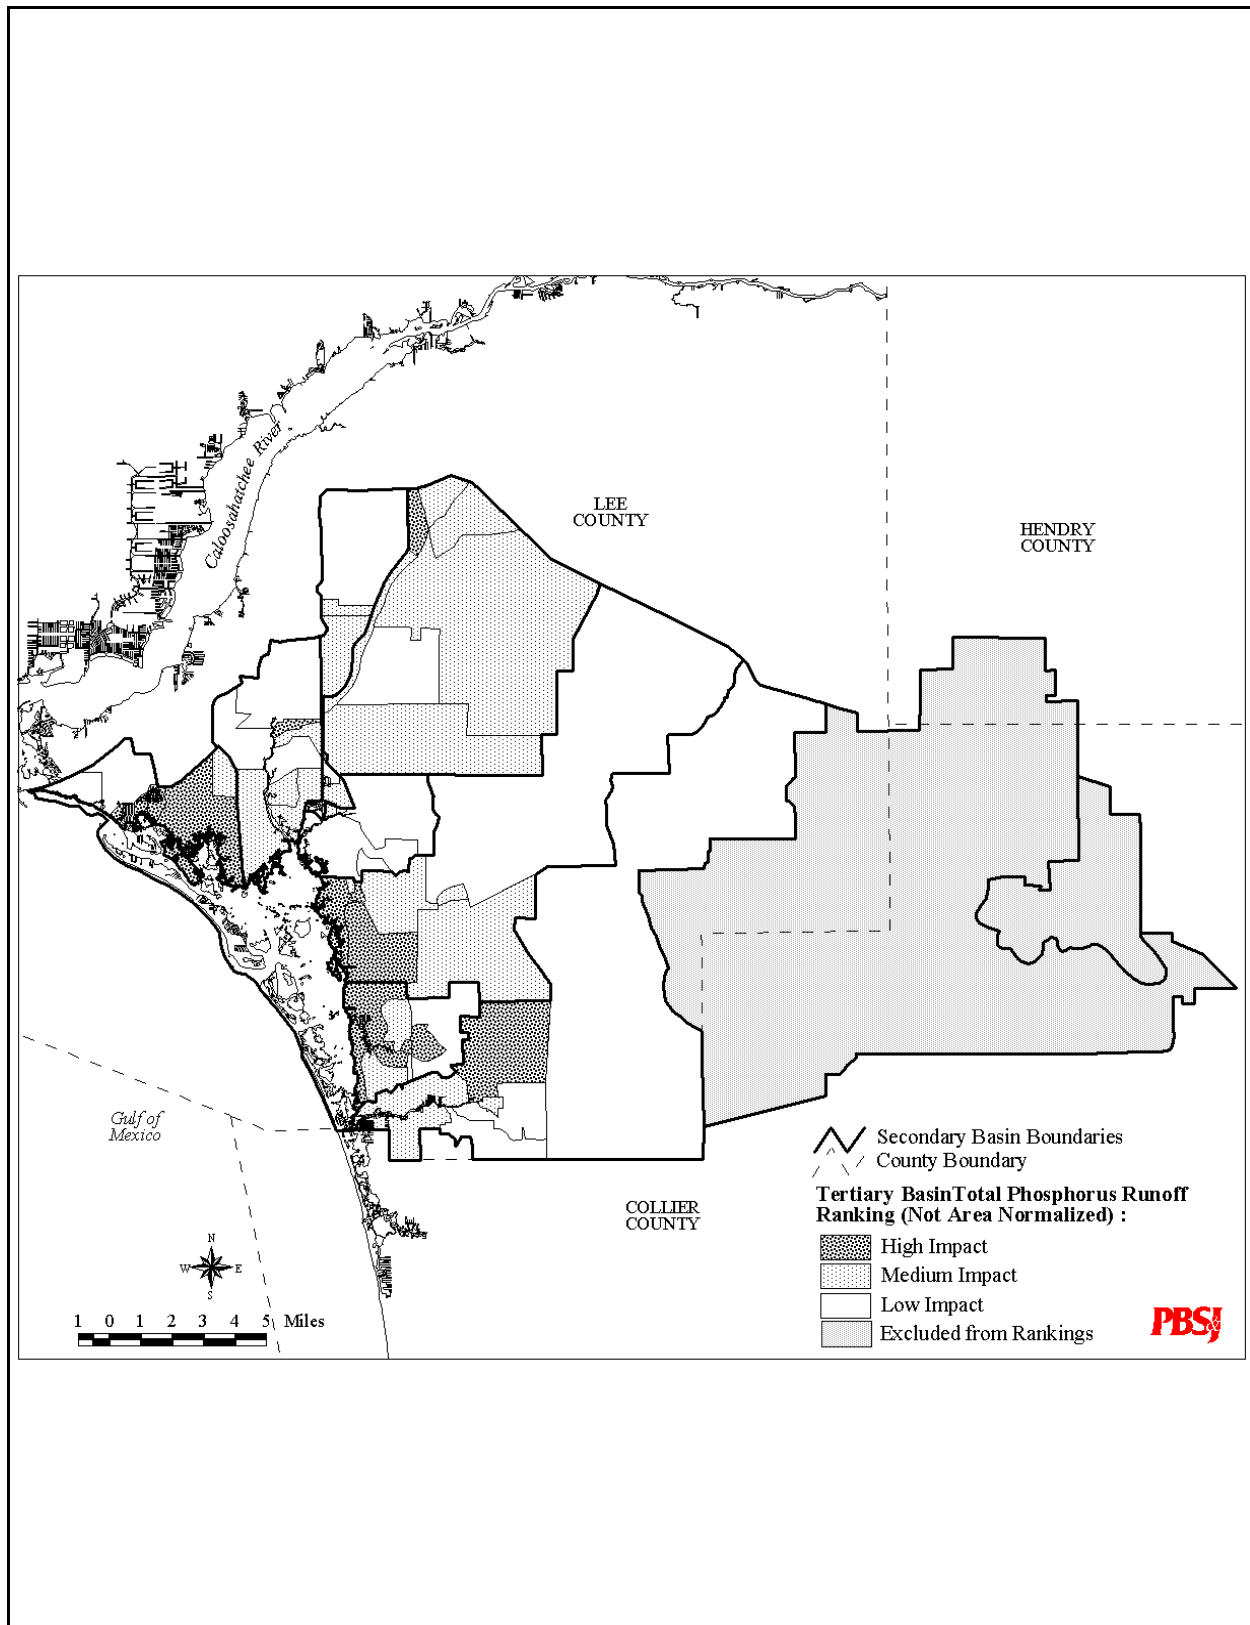 Caloosahatchee River
LEE
COUNTY
HENDRY
COUNTY
Gulf of
Mexico
COLLIER
COUNTY
N
W E
S
1 0 1 2 3 4 5 Miles
Secondary Basin Boundaries
County Boundary
Tertiary BasinTotal Phosphorus Runoff
Ranking (Not Area Normalized) :
High Impact
Medium Impact
Low Impact
Excluded from Rankings
PBS&J